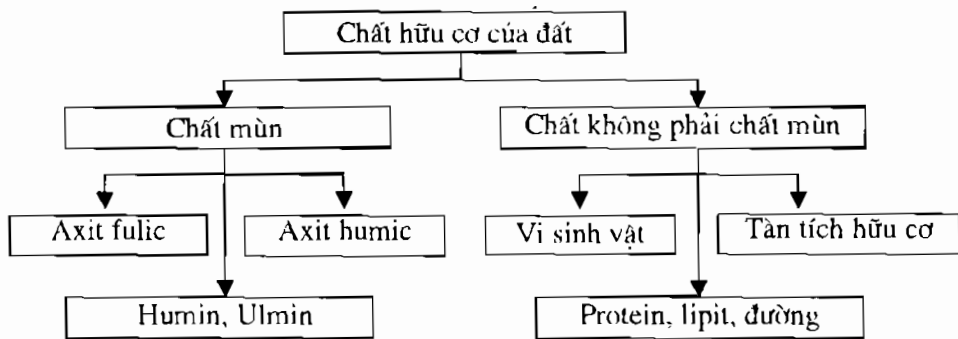 Chất hữu cơ của đất
Chất mùn
Chất không phải chất mùn
Axit fulic
Axit humic
Vi sinh vật
Tàn tích hữu cơ
Humin, Ulmin
Protein, lipit, đường